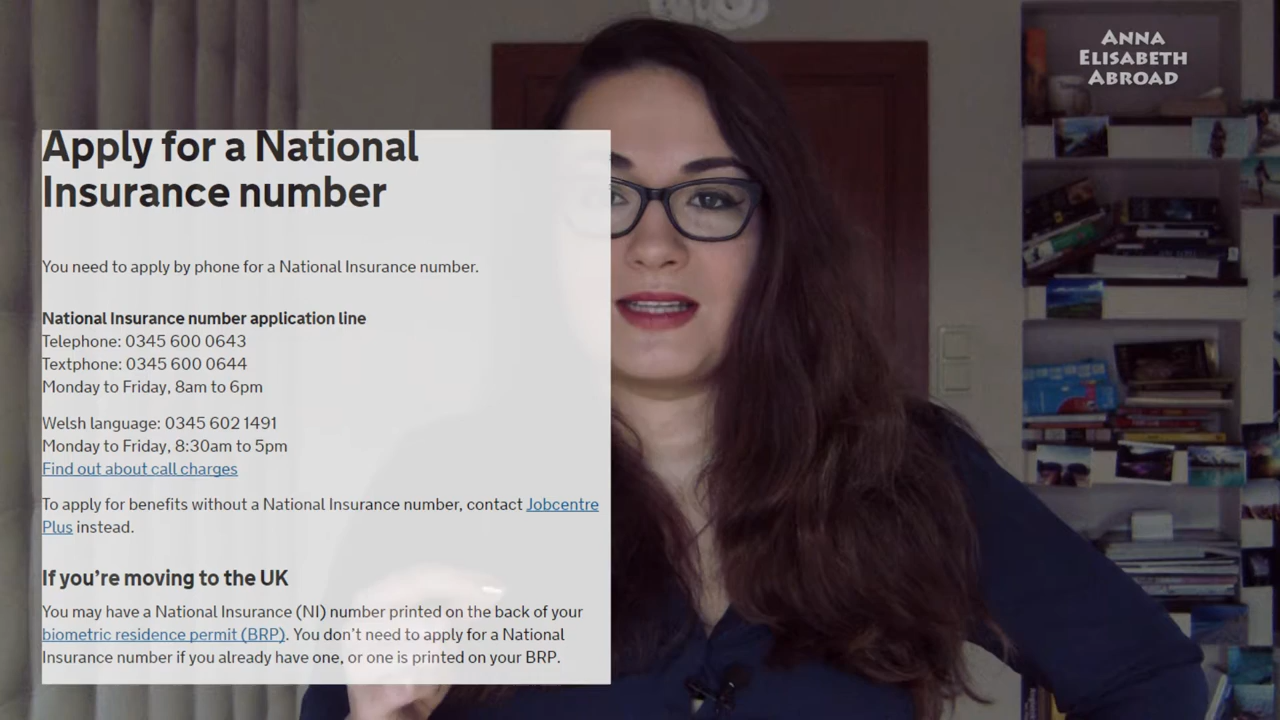 Anna
Elisabeth
Abroad
Apply for a National
Insurance number
You need to apply by phone for a National Insurance number.
National Insurance number application line
Telephone: 0345 600 0643
Textphone: 0345 600 0644
Monday to Friday, 8am to 6pm
Welsh language: 0345 602 1491
Monday to Friday, 8:30am to 5pm
Find out about call charges
To apply for benefits without a National Insurance number, contact Jobcentre
Plus instead.
If you’re moving to the UK
You may have a National Insurance (NI) number printed on the back of your
biometric residence permit (BRP). You don’t need to apply for a National
Insurance number if you already have one, or one is printed on your BRP.